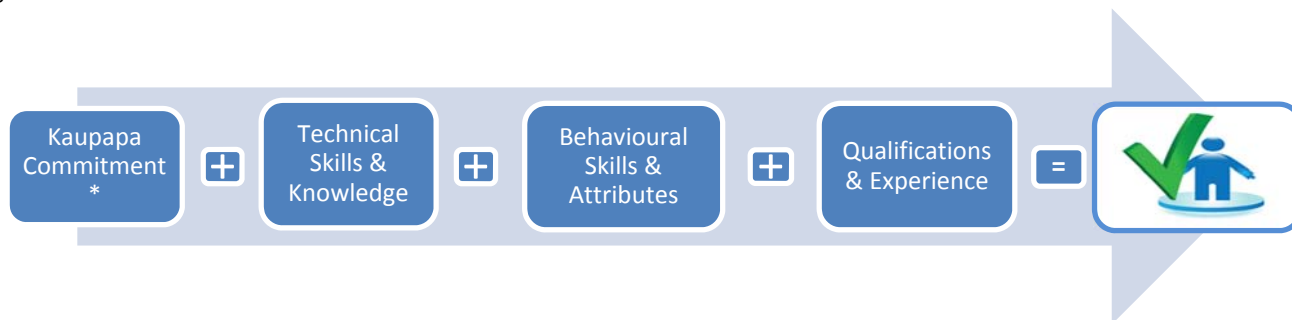 Kaupapa
Commitment
*
+
Technical
Skills &
Knowledge
+
Behavioural
Skills &
Attributes
+
Qualifications
& Experience
=